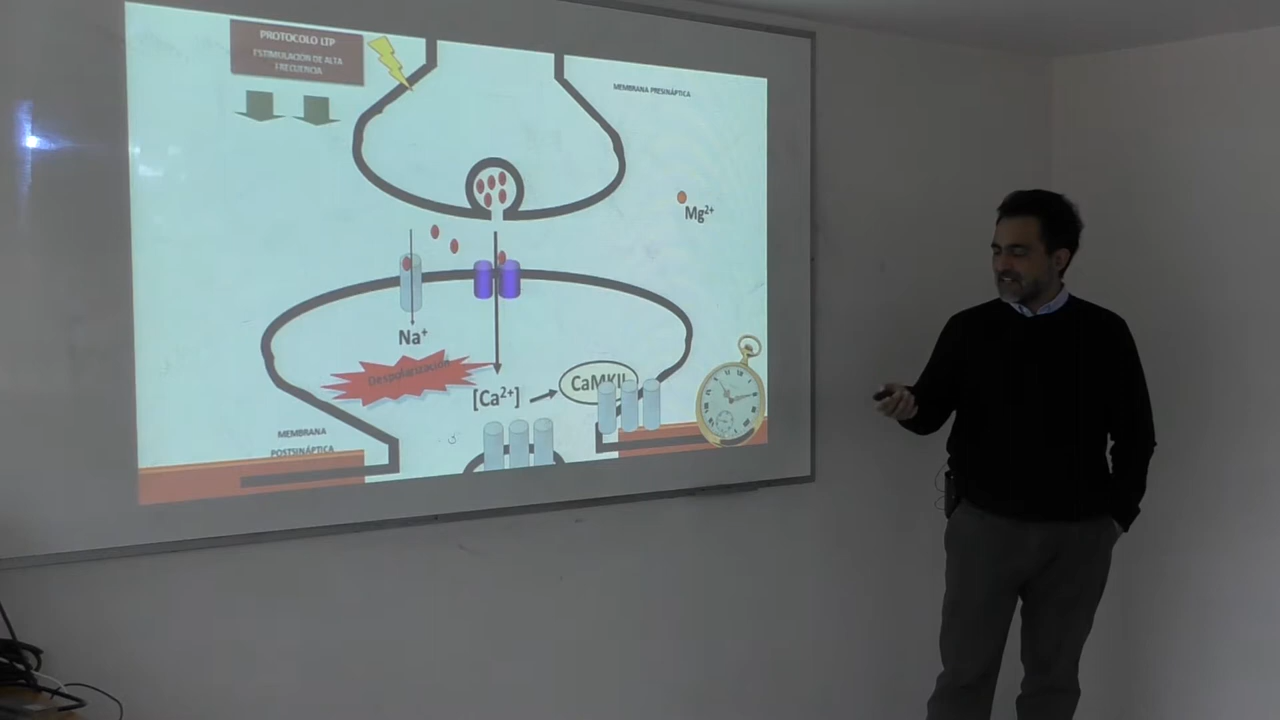 PROTOCOLO LTP
ESTIMULACIÓN DE ALTA
FRECUENCIA
MEMBRANA PRESINÁPTICA
Mg²⁺
Na⁺
Despolarización
[Ca²⁺]
CaMKII
MEMBRANA
POSTSINÁPTICA